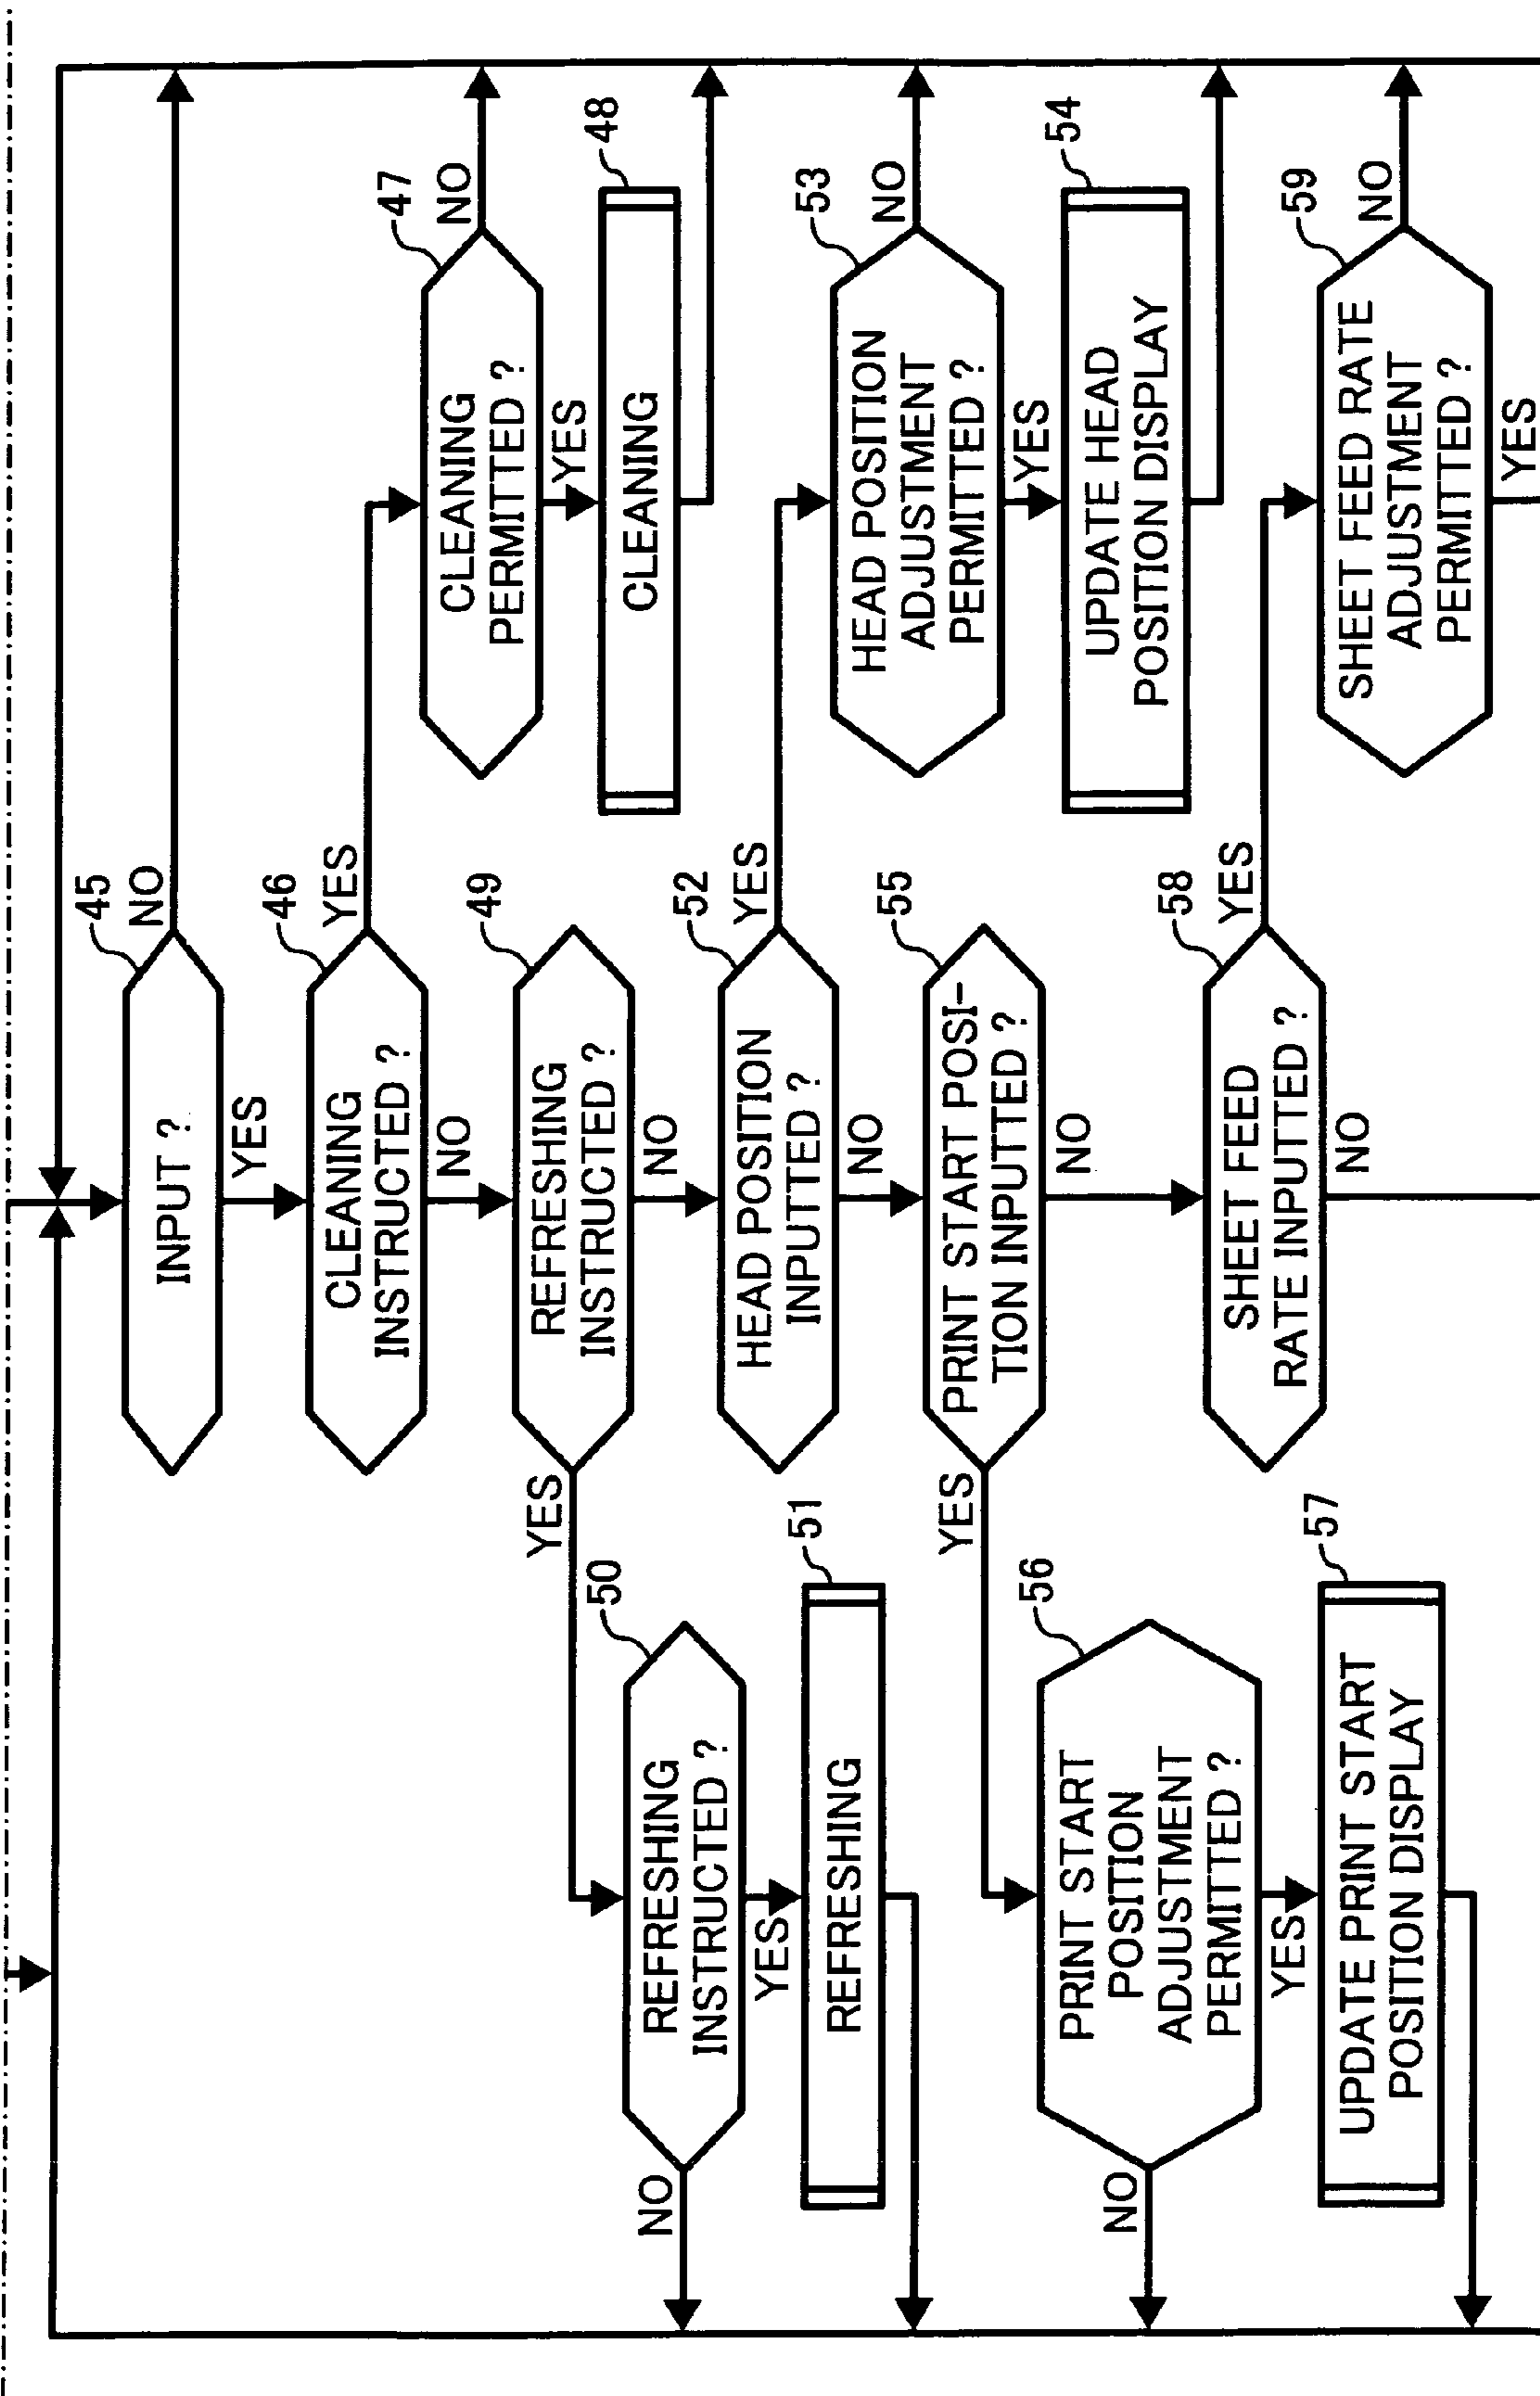 45
INPUT ?
NO
YES
46
CLEANING
INSTRUCTED ?
YES
NO
47
CLEANING
PERMITTED ?
NO
YES
48
CLEANING
49
REFRESHING
INSTRUCTED ?
YES
NO
50
REFRESHING
INSTRUCTED ?
NO
YES
51
REFRESHING
52
HEAD POSITION
INPUTTED ?
YES
NO
53
HEAD POSITION
ADJUSTMENT
PERMITTED ?
NO
YES
54
UPDATE HEAD
POSITION DISPLAY
55
PRINT START POSI-
TION INPUTTED ?
YES
NO
56
PRINT START
POSITION
ADJUSTMENT
PERMITTED ?
NO
YES
57
UPDATE PRINT START
POSITION DISPLAY
58
SHEET FEED
RATE INPUTTED ?
YES
NO
59
SHEET FEED RATE
ADJUSTMENT
PERMITTED ?
NO
YES